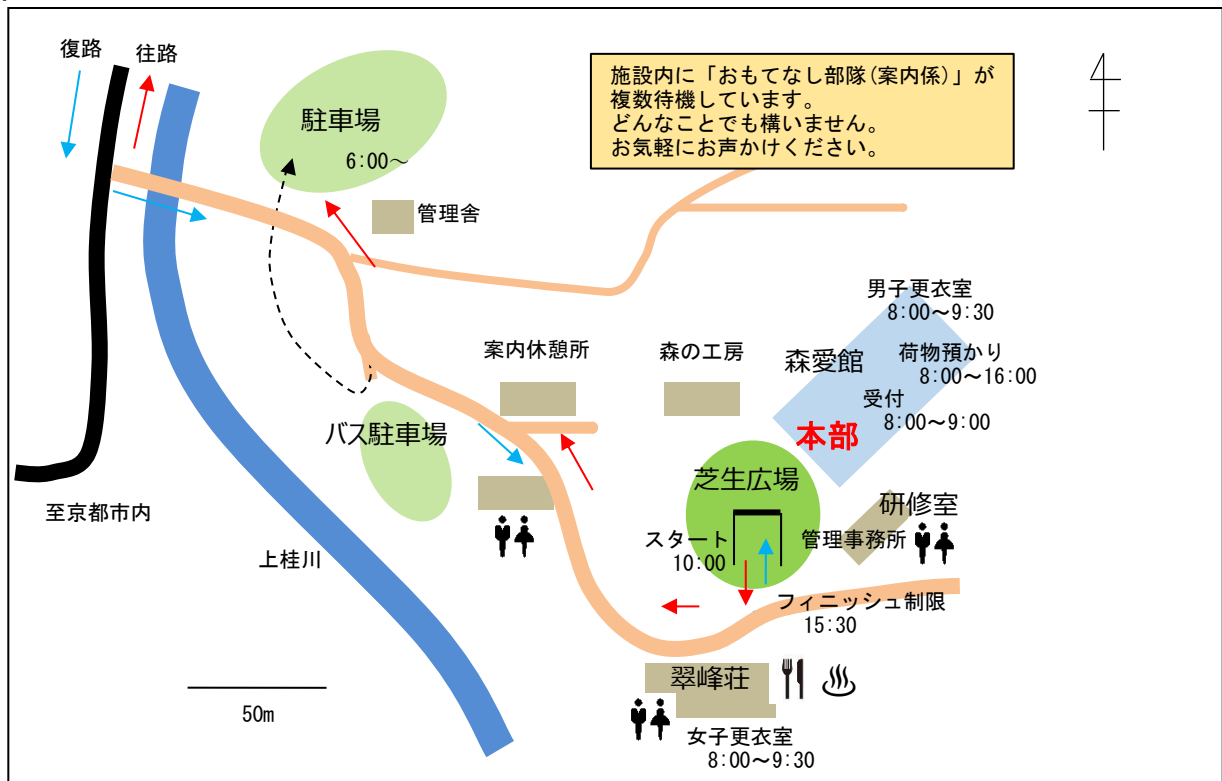 復路
往路
施設内に「おもてなし部隊(案内係)」が
複数待機しています。
どんなことでも構いません。
お気軽にお声かけください。
駐車場
6:00～
管理舎
男子更衣室
8:00～9:30
案内休憩所
森の工房
森愛館
荷物預かり
8:00～16:00
受付
8:00～9:00
本部
バス駐車場
芝生広場
至京都市内
研修室
スタート
10:00
管理事務所
上桂川
フィニッシュ制限
15:30
翠峰荘
50m
女子更衣室
8:00～9:30